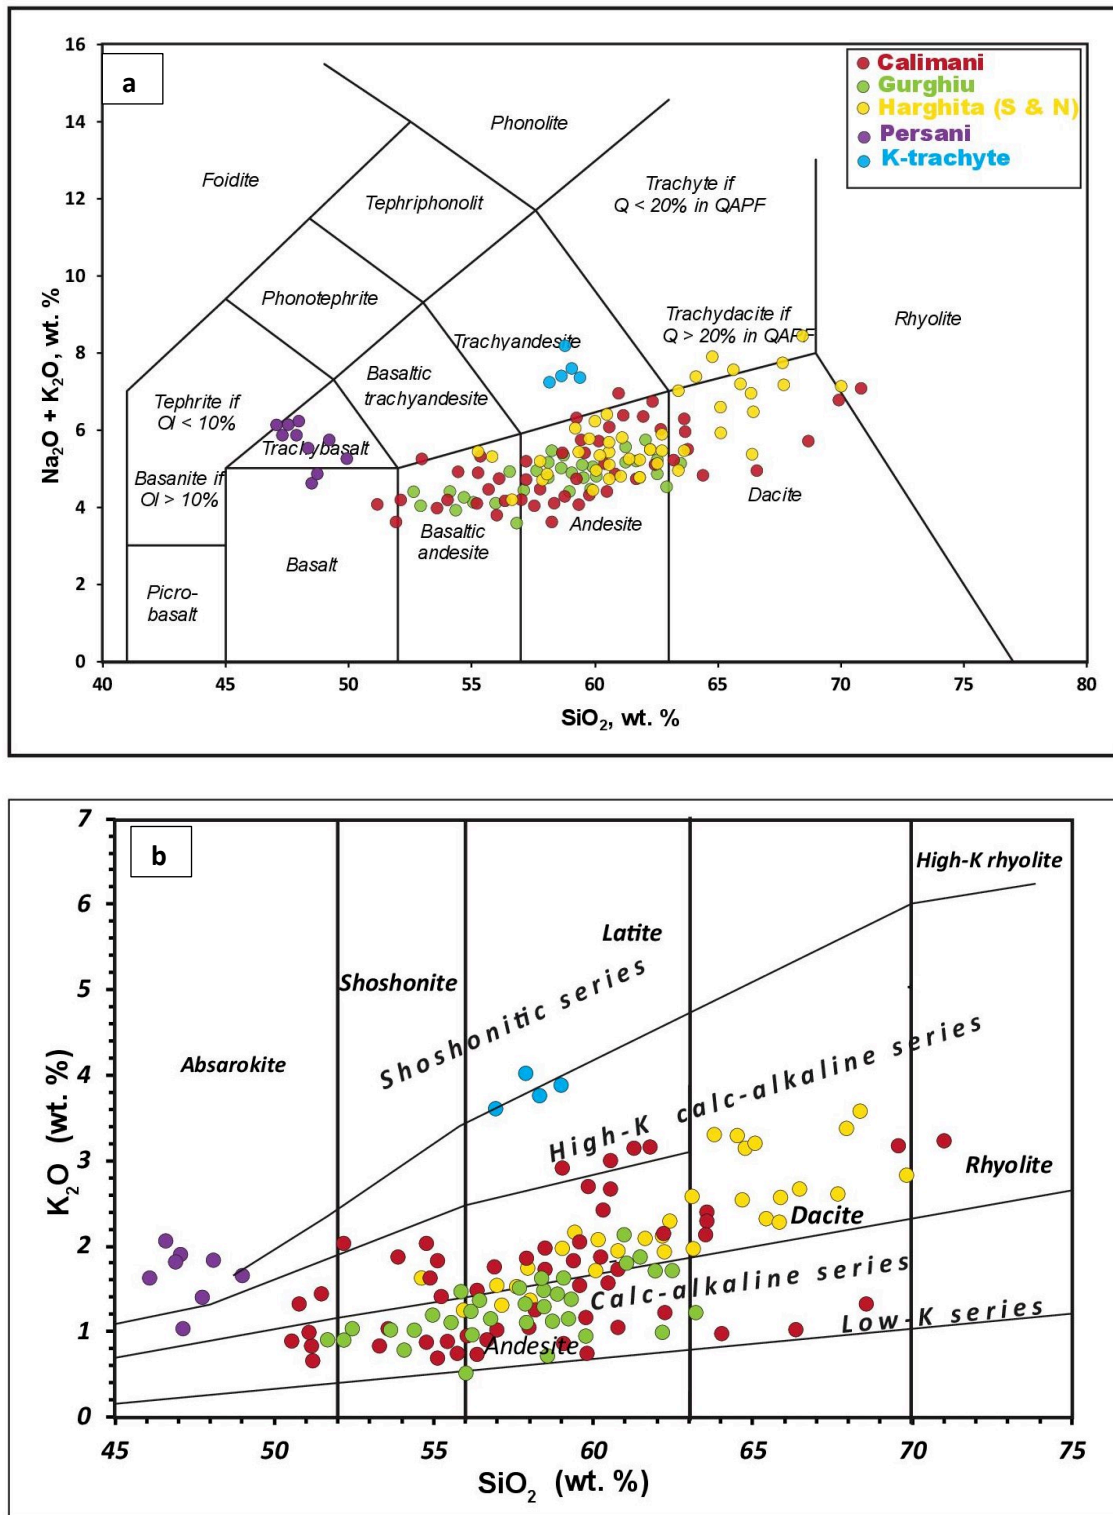 a
16
14
12
10
8
6
4
2
0
40
45
50
55
60
65
70
75
80
Na2O + K2O, wt. %
SiO2, wt. %
Calimani
Gurghiu
Harghita (S & N)
Persani
K-trachyte
Phonolite
Foidite
Tephriphonolit
Trachyte if
Q < 20% in QAPF
Phonotephrite
Trachydacite if
Q > 20% in QAPF
Rhyolite
Trachyandesite
Basaltic
trachyandesite
Tephrite if
Ol < 10%
Trachybasalt
Basanite if
Ol > 10%
Dacite
Andesite
Basaltic
andesite
Basalt
Picro-
basalt
b
7
6
5
4
3
2
1
0
45
50
55
60
65
70
75
K2O (wt. %)
SiO2 (wt. %)
High-K rhyolite
Latite
Shoshonite
Shoshonitic series
Absarokite
High-K calc-alkaline series
Rhyolite
Dacite
Calc-alkaline series
Low-K series
Andesite